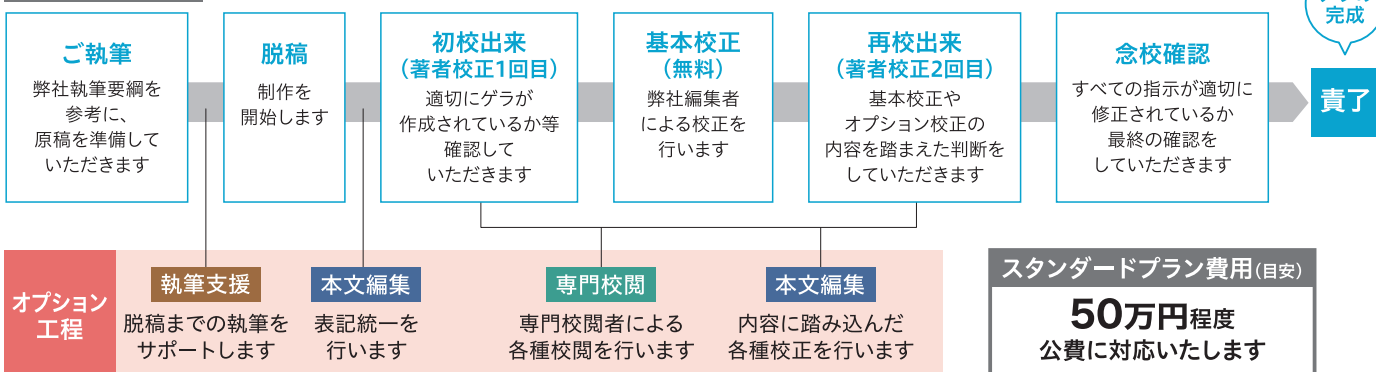 ご執筆
弊社執筆要綱を
参考に、
原稿を準備して
いただきます
脱稿
制作を
開始します
初校出来
（著者校正1回目）
適切にゲラが
作成されているか等
確認して
いただきます
基本校正
（無料）
弊社編集者
による校正を
行います
再校出来
（著者校正2回目）
基本校正や
オプション校正の
内容を踏まえた判断を
していただきます
念校確認
すべての指示が適切に
修正されているか
最終の確認を
していただきます
完成
責了
オプション
工程
執筆支援
脱稿までの執筆を
サポートします
本文編集
表記統一を
行います
専門校閲
専門校閲者による
各種校閲を行います
本文編集
内容に踏み込んだ
各種校正を行います
スタンダードプラン費用(目安)
50万円程度
公費に対応いたします